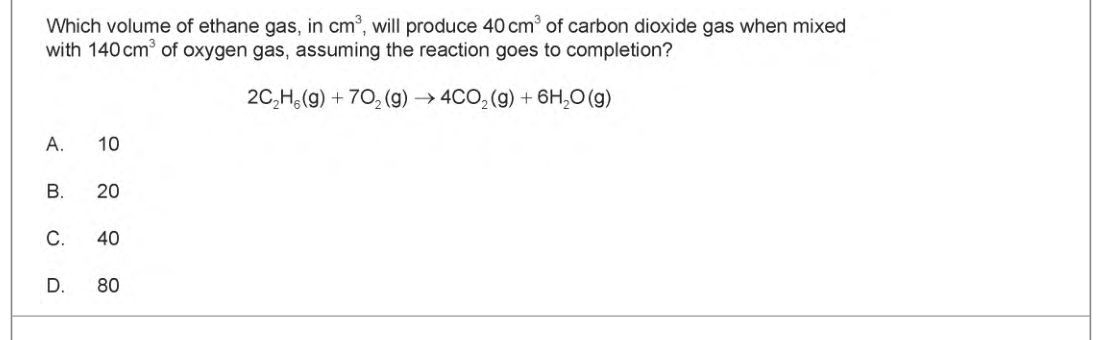 Which volume of ethane gas, in cm³, will produce 40 cm³ of carbon dioxide gas when mixed
with 140 cm³ of oxygen gas, assuming the reaction goes to completion?
2C₂H₆(g) + 7O₂(g) → 4CO₂(g) + 6H₂O(g)
A. 10
B. 20
C. 40
D. 80